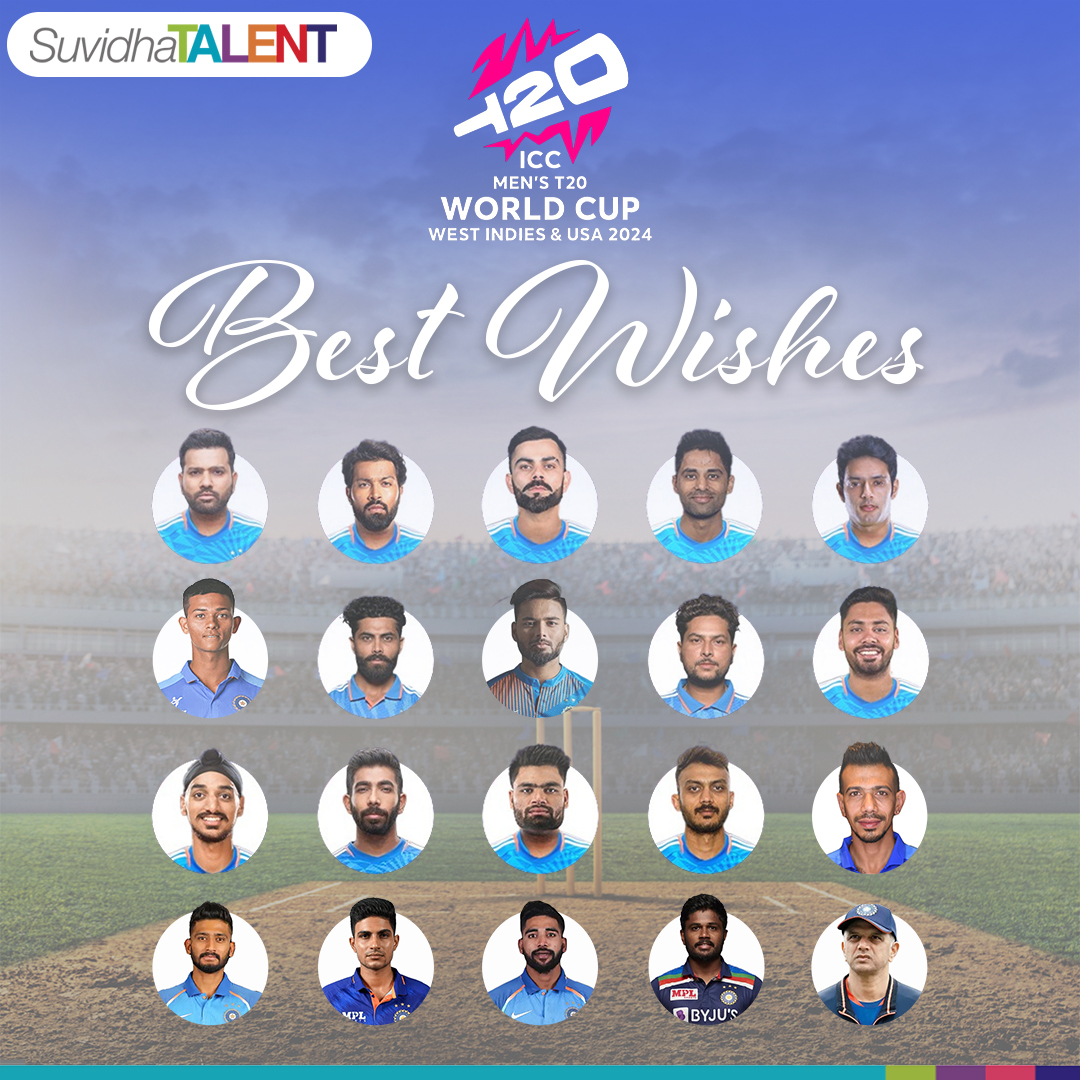 SuvidhaTALENT
T20
ICC
MEN'S T20
WORLD CUP
WEST INDIES & USA 2024
Best Wishes
MPL
MPL
BYJU'S